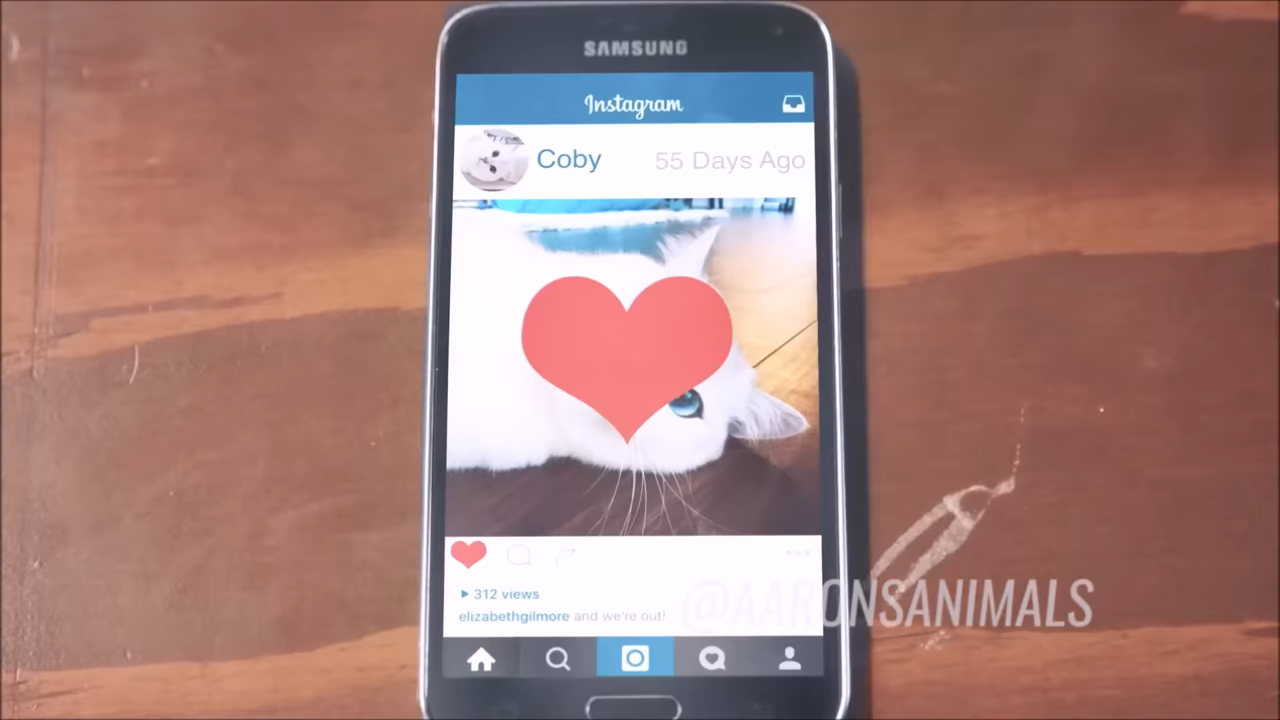 SAMSUNG
Instagram
Coby 55 Days Ago
312 views
elizabethgilmore and we're out!
@AARONSANIMALS